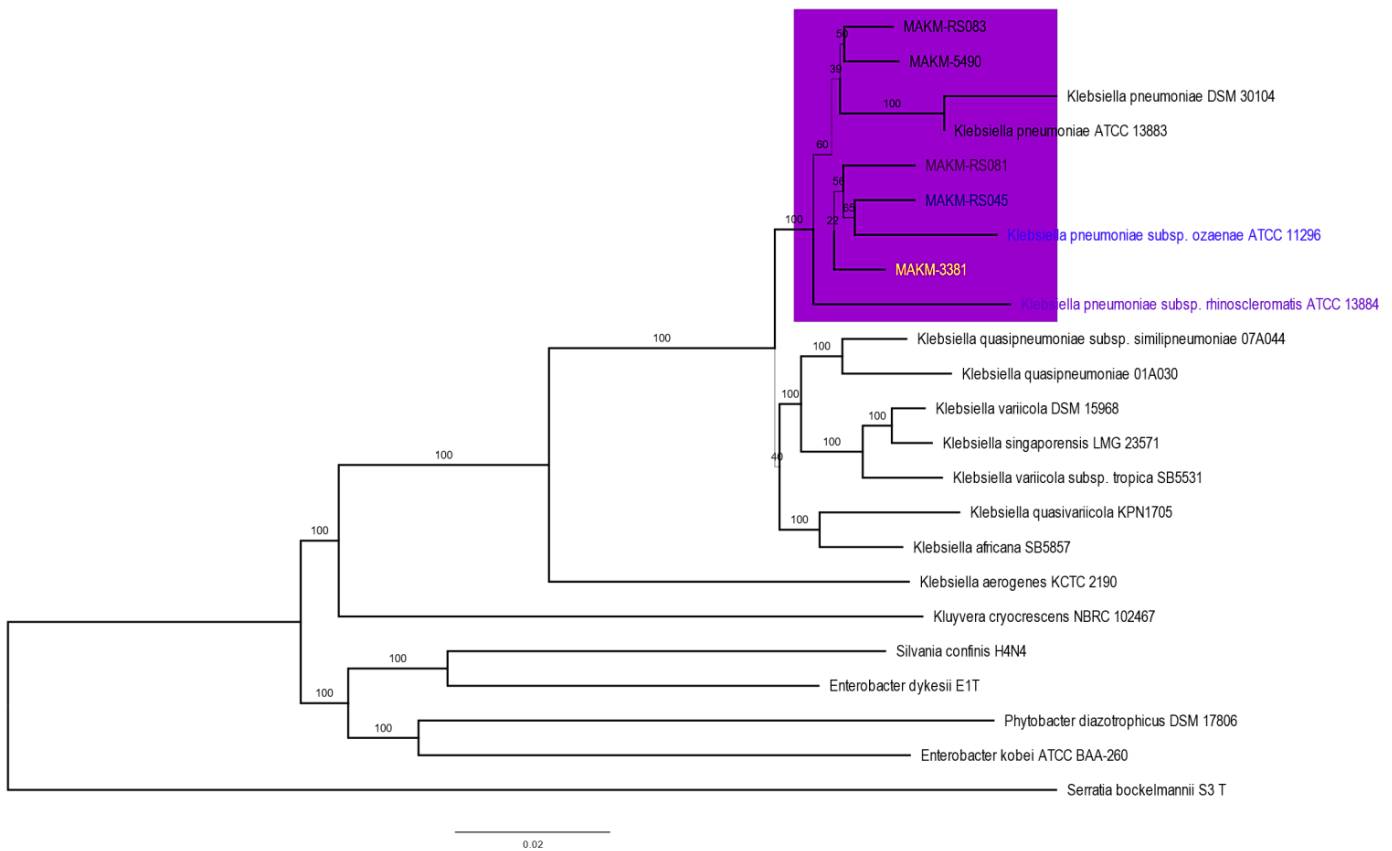 MAKM-RS083
50
MAKM-5490
39
Klebsiella pneumoniae DSM 30104
100
Klebsiella pneumoniae ATCC 13883
60
MAKM-RS081
56
MAKM-RS045
65
100
22
Klebsiella pneumoniae subsp. ozaenae ATCC 11296
MAKM-3381
Klebsiella pneumoniae subsp. rhinoscleromatis ATCC 13884
100
Klebsiella quasipneumoniae subsp. similipneumoniae 07A044
100
Klebsiella quasipneumoniae 01A030
100
Klebsiella variicola DSM 15968
100
Klebsiella singaporensis LMG 23571
100
100
40
Klebsiella variicola subsp. tropica SB5531
Klebsiella quasivariicola KPN1705
100
100
Klebsiella africana SB5857
Klebsiella aerogenes KCTC 2190
Kluyvera cryocrescens NBRC 102467
Silvania confinis H4N4
100
Enterobacter dykesii E1T
100
Phytobacter diazotrophicus DSM 17806
100
Enterobacter kobei ATCC BAA-260
Serratia bockelmannii S3 T
0.02